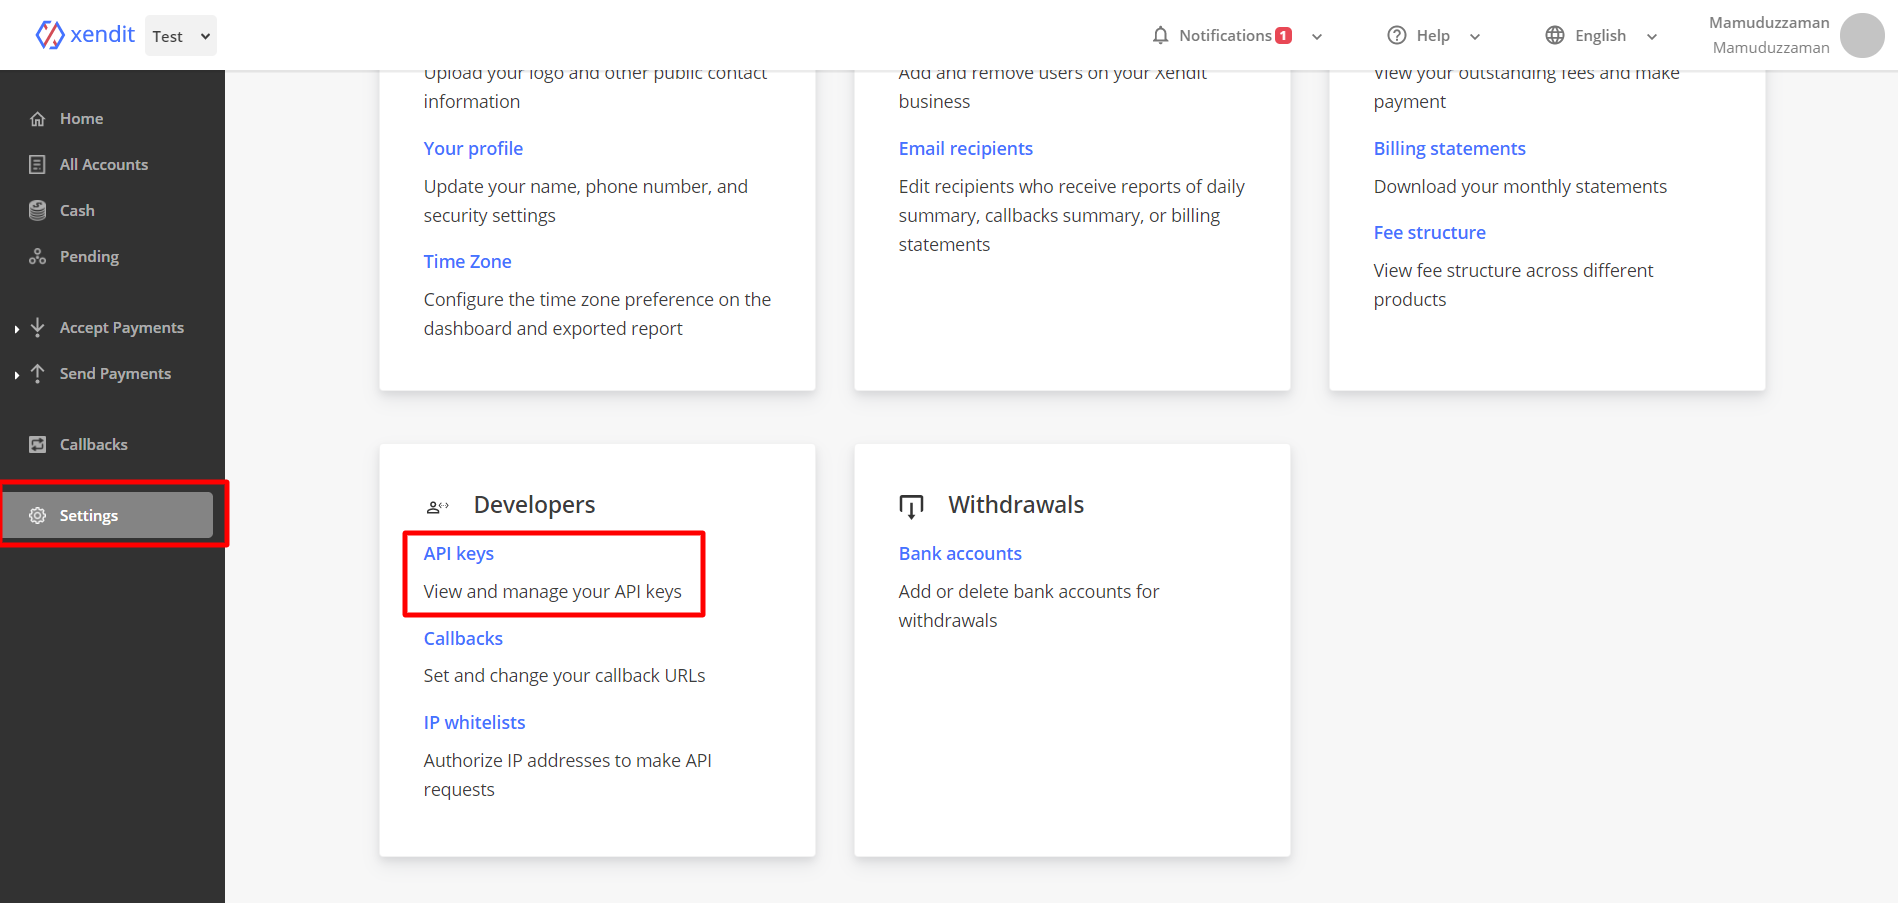 xendit
Test
Notifications 1
Help
English
Mamuduzzaman
Mamuduzzaman
Home
All Accounts
Cash
Pending
Accept Payments
Send Payments
Callbacks
Settings
Upload your logo and other public contact
information
Your profile
Update your name, phone number, and
security settings
Time Zone
Configure the time zone preference on the
dashboard and exported report
Add and remove users on your Xendit
business
Email recipients
Edit recipients who receive reports of daily
summary, callbacks summary, or billing
statements
View your outstanding fees and make
payment
Billing statements
Download your monthly statements
Fee structure
View fee structure across different
products
Developers
API keys
View and manage your API keys
Callbacks
Set and change your callback URLs
IP whitelists
Authorize IP addresses to make API
requests
Withdrawals
Bank accounts
Add or delete bank accounts for
withdrawals